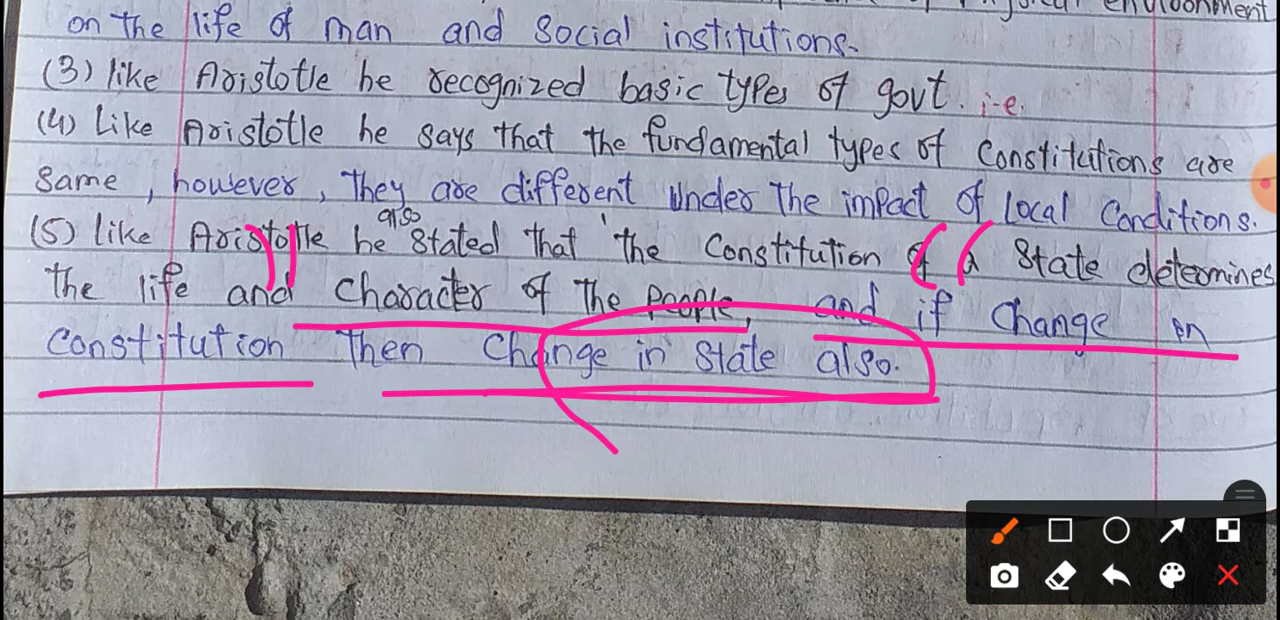 environment
on the life of man and social institutions.
(3) like Aristotle he recognized basic types of govt. i.e.
(4) Like Aristotle he says that the fundamental types of Constitutions are
same, however, they are different under the impact of local Conditions.
(5) like Aristotle he also stated that the Constitution of a State determines
the life and character of the people, and if change in
constitution then change in state also.